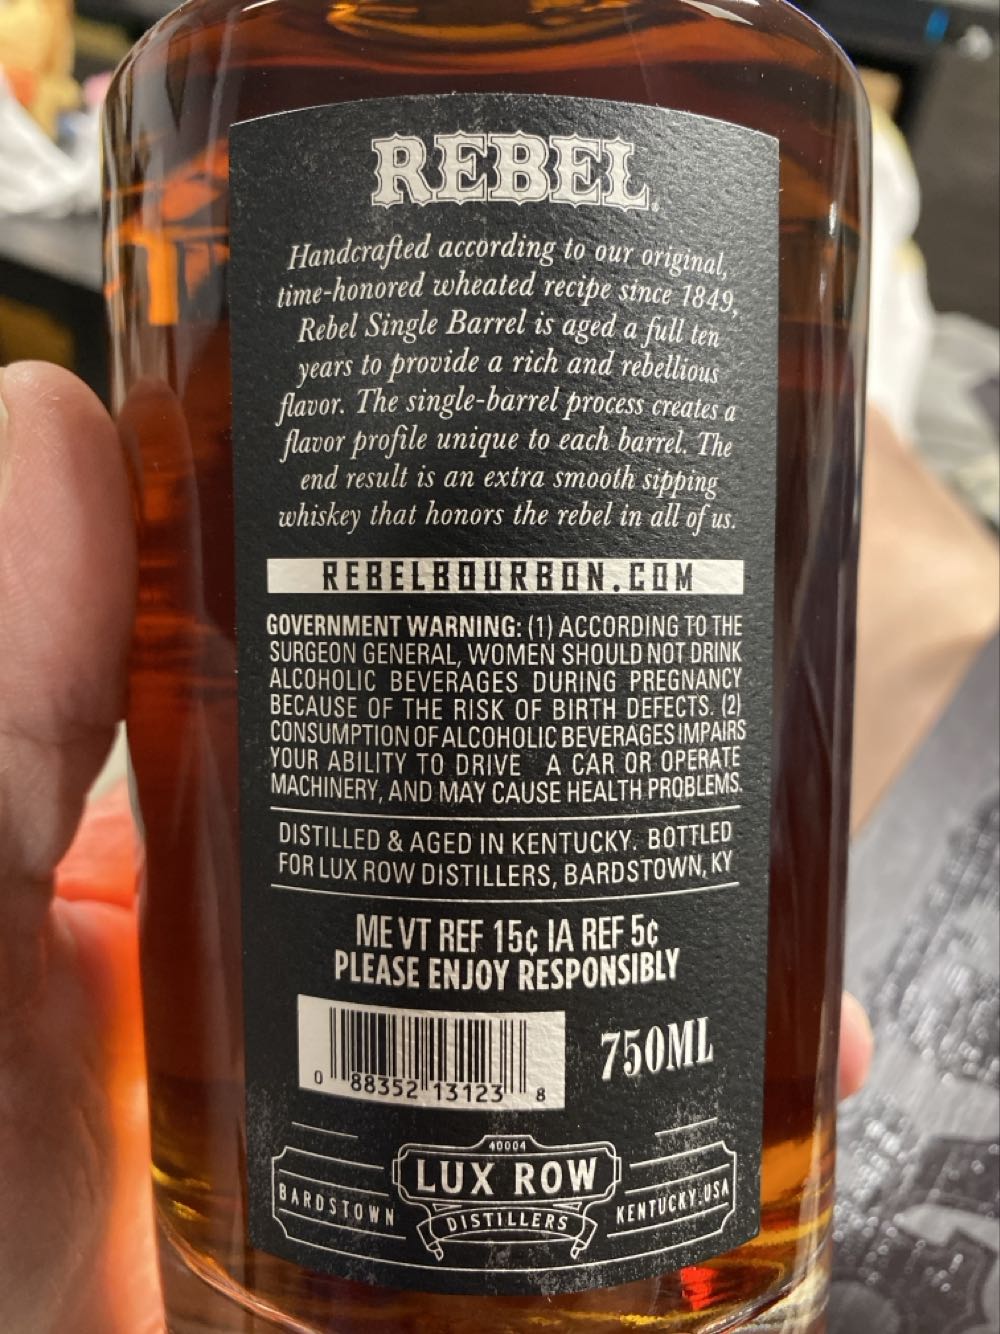 REBEL
Handcrafted according to our original,
time-honored wheated recipe since 1849,
Rebel Single Barrel is aged a full ten
years to provide a rich and rebellious
flavor. The single-barrel process creates a
flavor profile unique to each barrel. The
end result is an extra smooth sipping
whiskey that honors the rebel in all of us.
REBELBOURBON.COM
GOVERNMENT WARNING: (1) ACCORDING TO THE
SURGEON GENERAL, WOMEN SHOULD NOT DRINK
ALCOHOLIC BEVERAGES DURING PREGNANCY
BECAUSE OF THE RISK OF BIRTH DEFECTS. (2)
CONSUMPTION OF ALCOHOLIC BEVERAGES IMPAIRS
YOUR ABILITY TO DRIVE A CAR OR OPERATE
MACHINERY, AND MAY CAUSE HEALTH PROBLEMS.
DISTILLED & AGED IN KENTUCKY. BOTTLED
FOR LUX ROW DISTILLERS, BARDSTOWN, KY
ME VT REF 15¢ IA REF 5¢
PLEASE ENJOY RESPONSIBLY
0 88352 13123 8
750ML
40004
LUX ROW
DISTILLERS
BARDSTOWN
KENTUCKY-USA